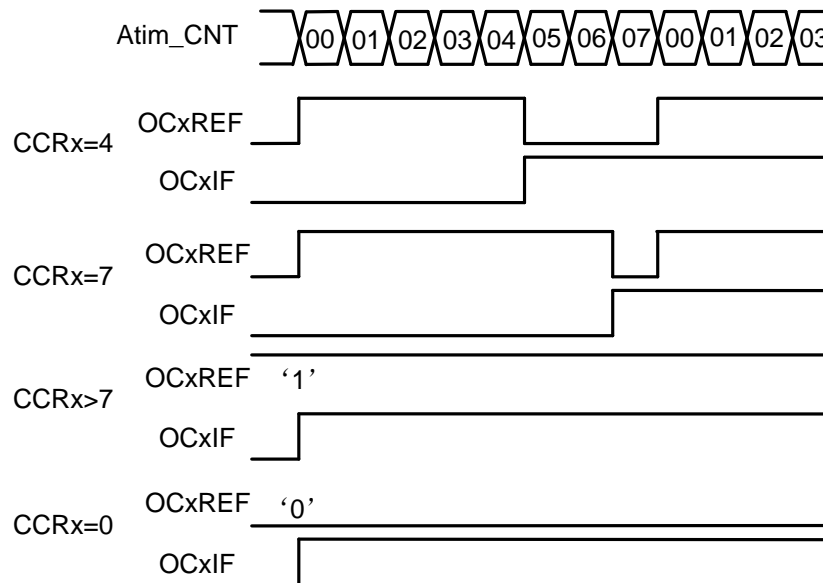 Atim_CNT 00 01 02 03 04 05 06 07 00 01 02 03
OCxREF
CCRx=4
OCxIF
OCxREF
CCRx=7
OCxIF
OCxREF ‘1’
CCRx>7
OCxIF
OCxREF ‘0’
CCRx=0
OCxIF